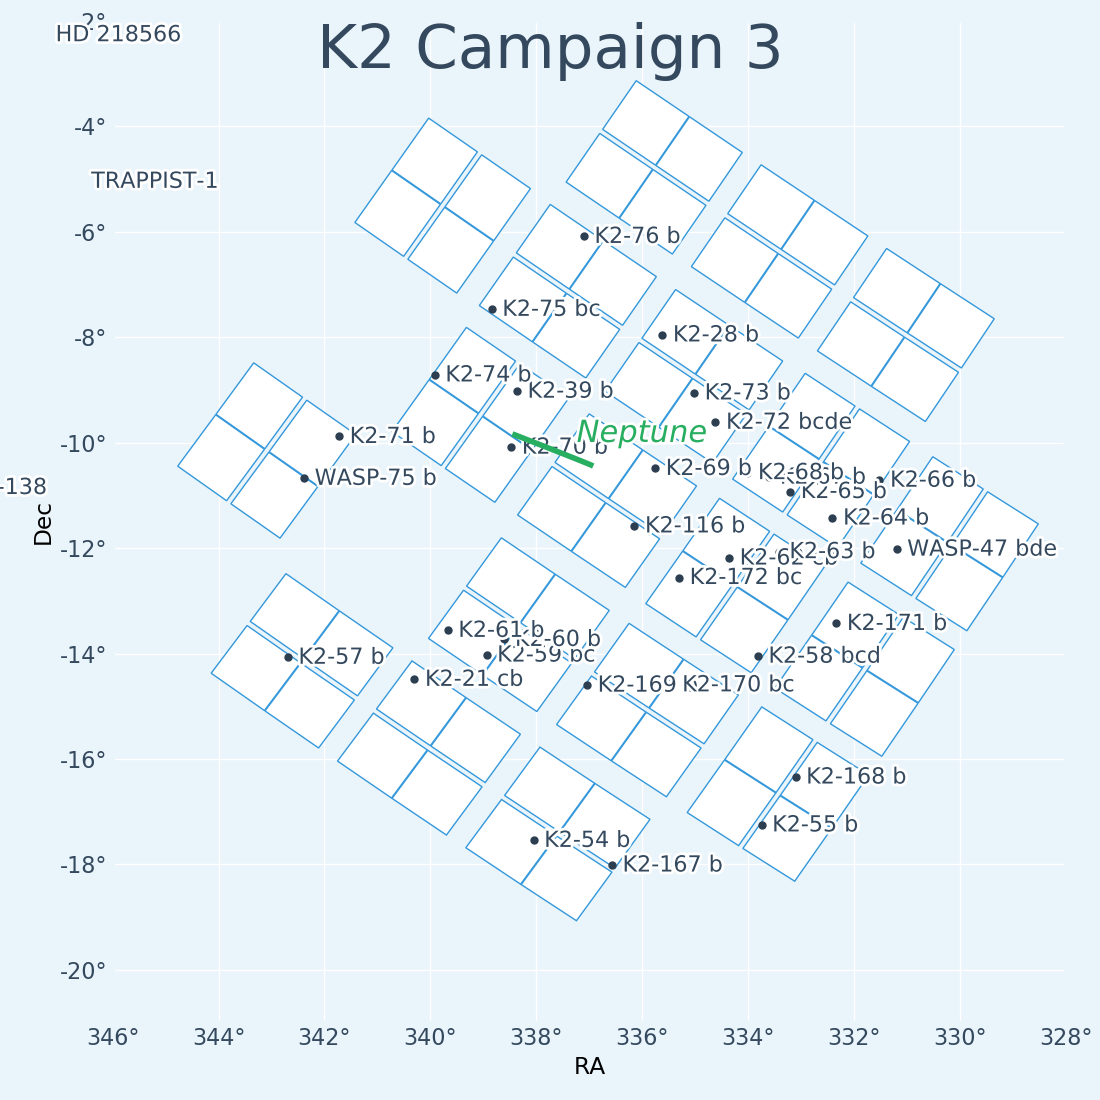 2°
HD 218566
K2 Campaign 3
-4°
TRAPPIST-1
-6°
K2-76 b
K2-75 bc
-8°
K2-28 b
K2-74 b
K2-39 b
K2-73 b
K2-72 bcde
Neptune
-10°
K2-71 b
K2-70 b
K2-69 b
K2-68 b
WASP-75 b
K2-66 b
-138
K2-65 b
K2-64 b
K2-116 b
Dec
-12°
K2-62 cb
K2-63 b
WASP-47 bde
K2-172 bc
K2-171 b
K2-61 b
K2-60 b
-14°
K2-57 b
K2-59 bc
K2-58 bcd
K2-21 cb
K2-169
K2-170 bc
-16°
K2-168 b
K2-55 b
K2-54 b
-18°
K2-167 b
-20°
346°
344°
342°
340°
338°
336°
334°
332°
330°
328°
RA